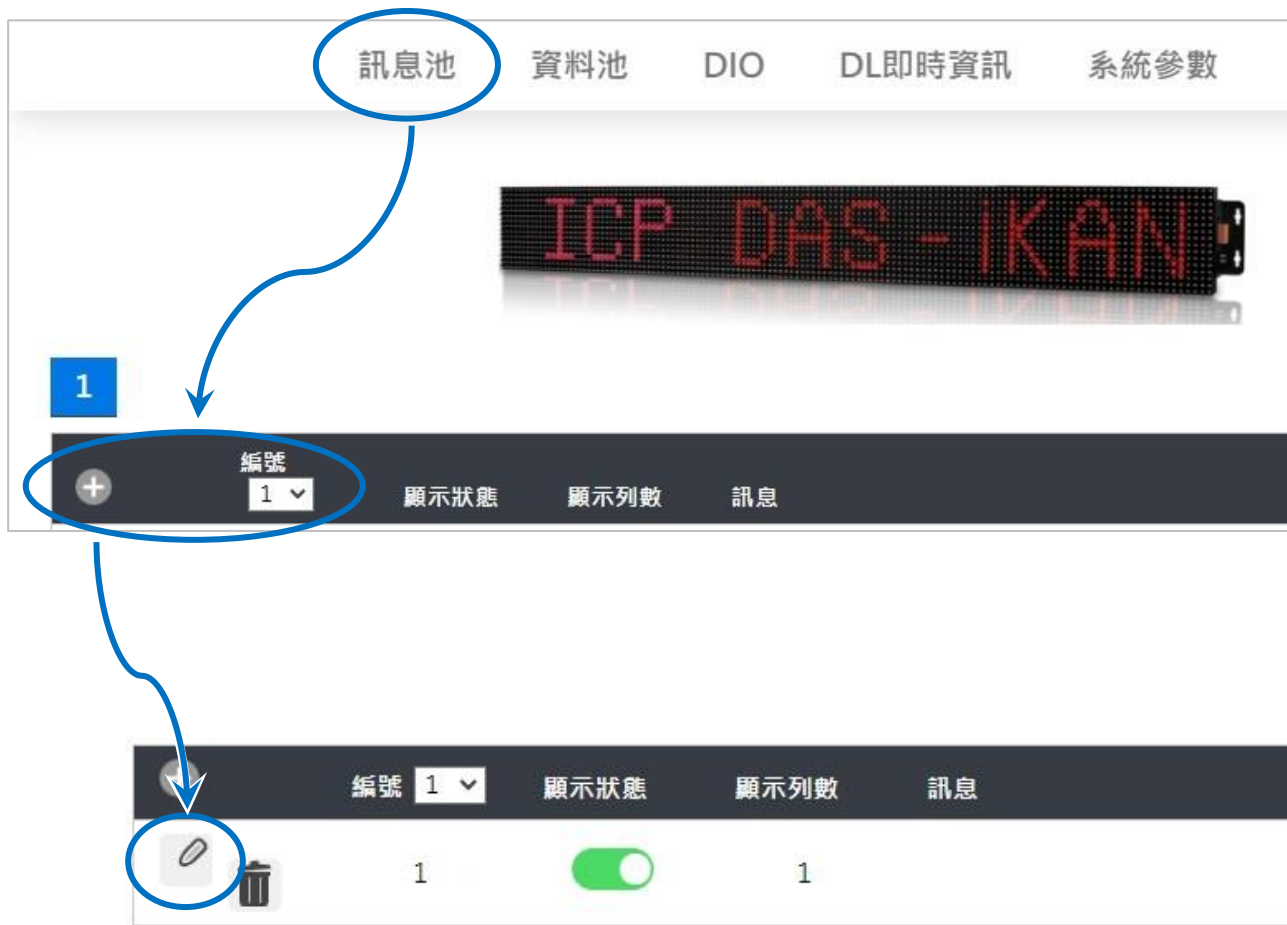 訊息池 資料池 DIO DL即時資訊 系統參數
ICP DAS - iKAN
1
編號
1 顯示狀態 顯示列數 訊息
編號 1 顯示狀態 顯示列數 訊息
1 1